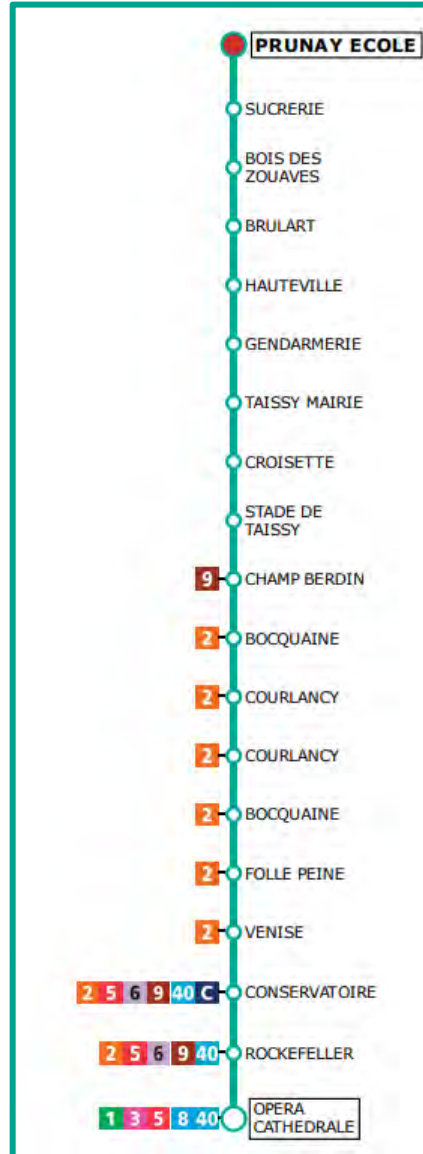 PRUNAY ECOLE
SUCRERIE
BOIS DES
ZOUAVES
BRULART
HAUTEVILLE
GENDARMERIE
TAISSY MAIRIE
CROISETTE
STADE DE
TAISSY
9 CHAMP BERDIN
2 BOCQUAINE
2 COURLANCY
2 COURLANCY
2 BOCQUAINE
2 FOLLE PEINE
2 VENISE
2 5 6 9 40 C CONSERVATOIRE
2 5 6 9 40 ROCKEFELLER
1 3 5 8 40 OPERA
CATHEDRALE